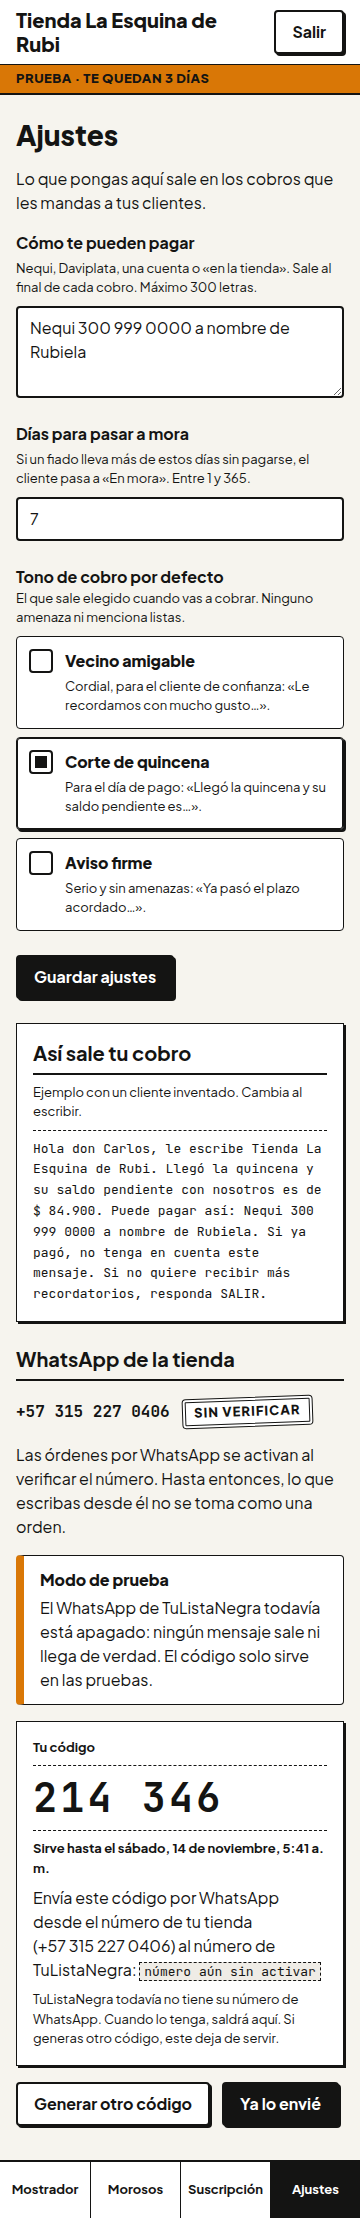 Tienda La Esquina de
Rubi
Salir
PRUEBA · TE QUEDAN 3 DÍAS
Ajustes
Lo que pongas aquí sale en los cobros que
les mandas a tus clientes.
Cómo te pueden pagar
Nequi, Daviplata, una cuenta o «en la tienda». Sale al
final de cada cobro. Máximo 300 letras.
Nequi 300 999 0000 a nombre de
Rubiela
Días para pasar a mora
Si un fiado lleva más de estos días sin pagarse, el
cliente pasa a «En mora». Entre 1 y 365.
7
Tono de cobro por defecto
El que sale elegido cuando vas a cobrar. Ninguno
amenaza ni menciona listas.
Vecino amigable
Cordial, para el cliente de confianza: «Le
recordamos con mucho gusto…».
Corte de quincena
Para el día de pago: «Llegó la quincena y su
saldo pendiente es…».
Aviso firme
Serio y sin amenazas: «Ya pasó el plazo
acordado…».
Guardar ajustes
Así sale tu cobro
Ejemplo con un cliente inventado. Cambia al
escribir.
Hola don Carlos, le escribe Tienda La
Esquina de Rubi. Llegó la quincena y
su saldo pendiente con nosotros es de
$ 84.900. Puede pagar así: Nequi 300
999 0000 a nombre de Rubiela. Si ya
pagó, no tenga en cuenta este
mensaje. Si no quiere recibir más
recordatorios, responda SALIR.
WhatsApp de la tienda
+57 315 227 0406 SIN VERIFICAR
Las órdenes por WhatsApp se activan al
verificar el número. Hasta entonces, lo que
escribas desde él no se toma como una
orden.
Modo de prueba
El WhatsApp de TuListaNegra todavía
está apagado: ningún mensaje sale ni
llega de verdad. El código solo sirve
en las pruebas.
Tu código
214 346
Sirve hasta el sábado, 14 de noviembre, 5:41 a.
m.
Envía este código por WhatsApp
desde el número de tu tienda
(+57 315 227 0406) al número de
TuListaNegra: número aún sin activar
TuListaNegra todavía no tiene su número de
WhatsApp. Cuando lo tenga, saldrá aquí. Si
generas otro código, este deja de servir.
Generar otro código
Ya lo envié
Mostrador
Morosos
Suscripción
Ajustes